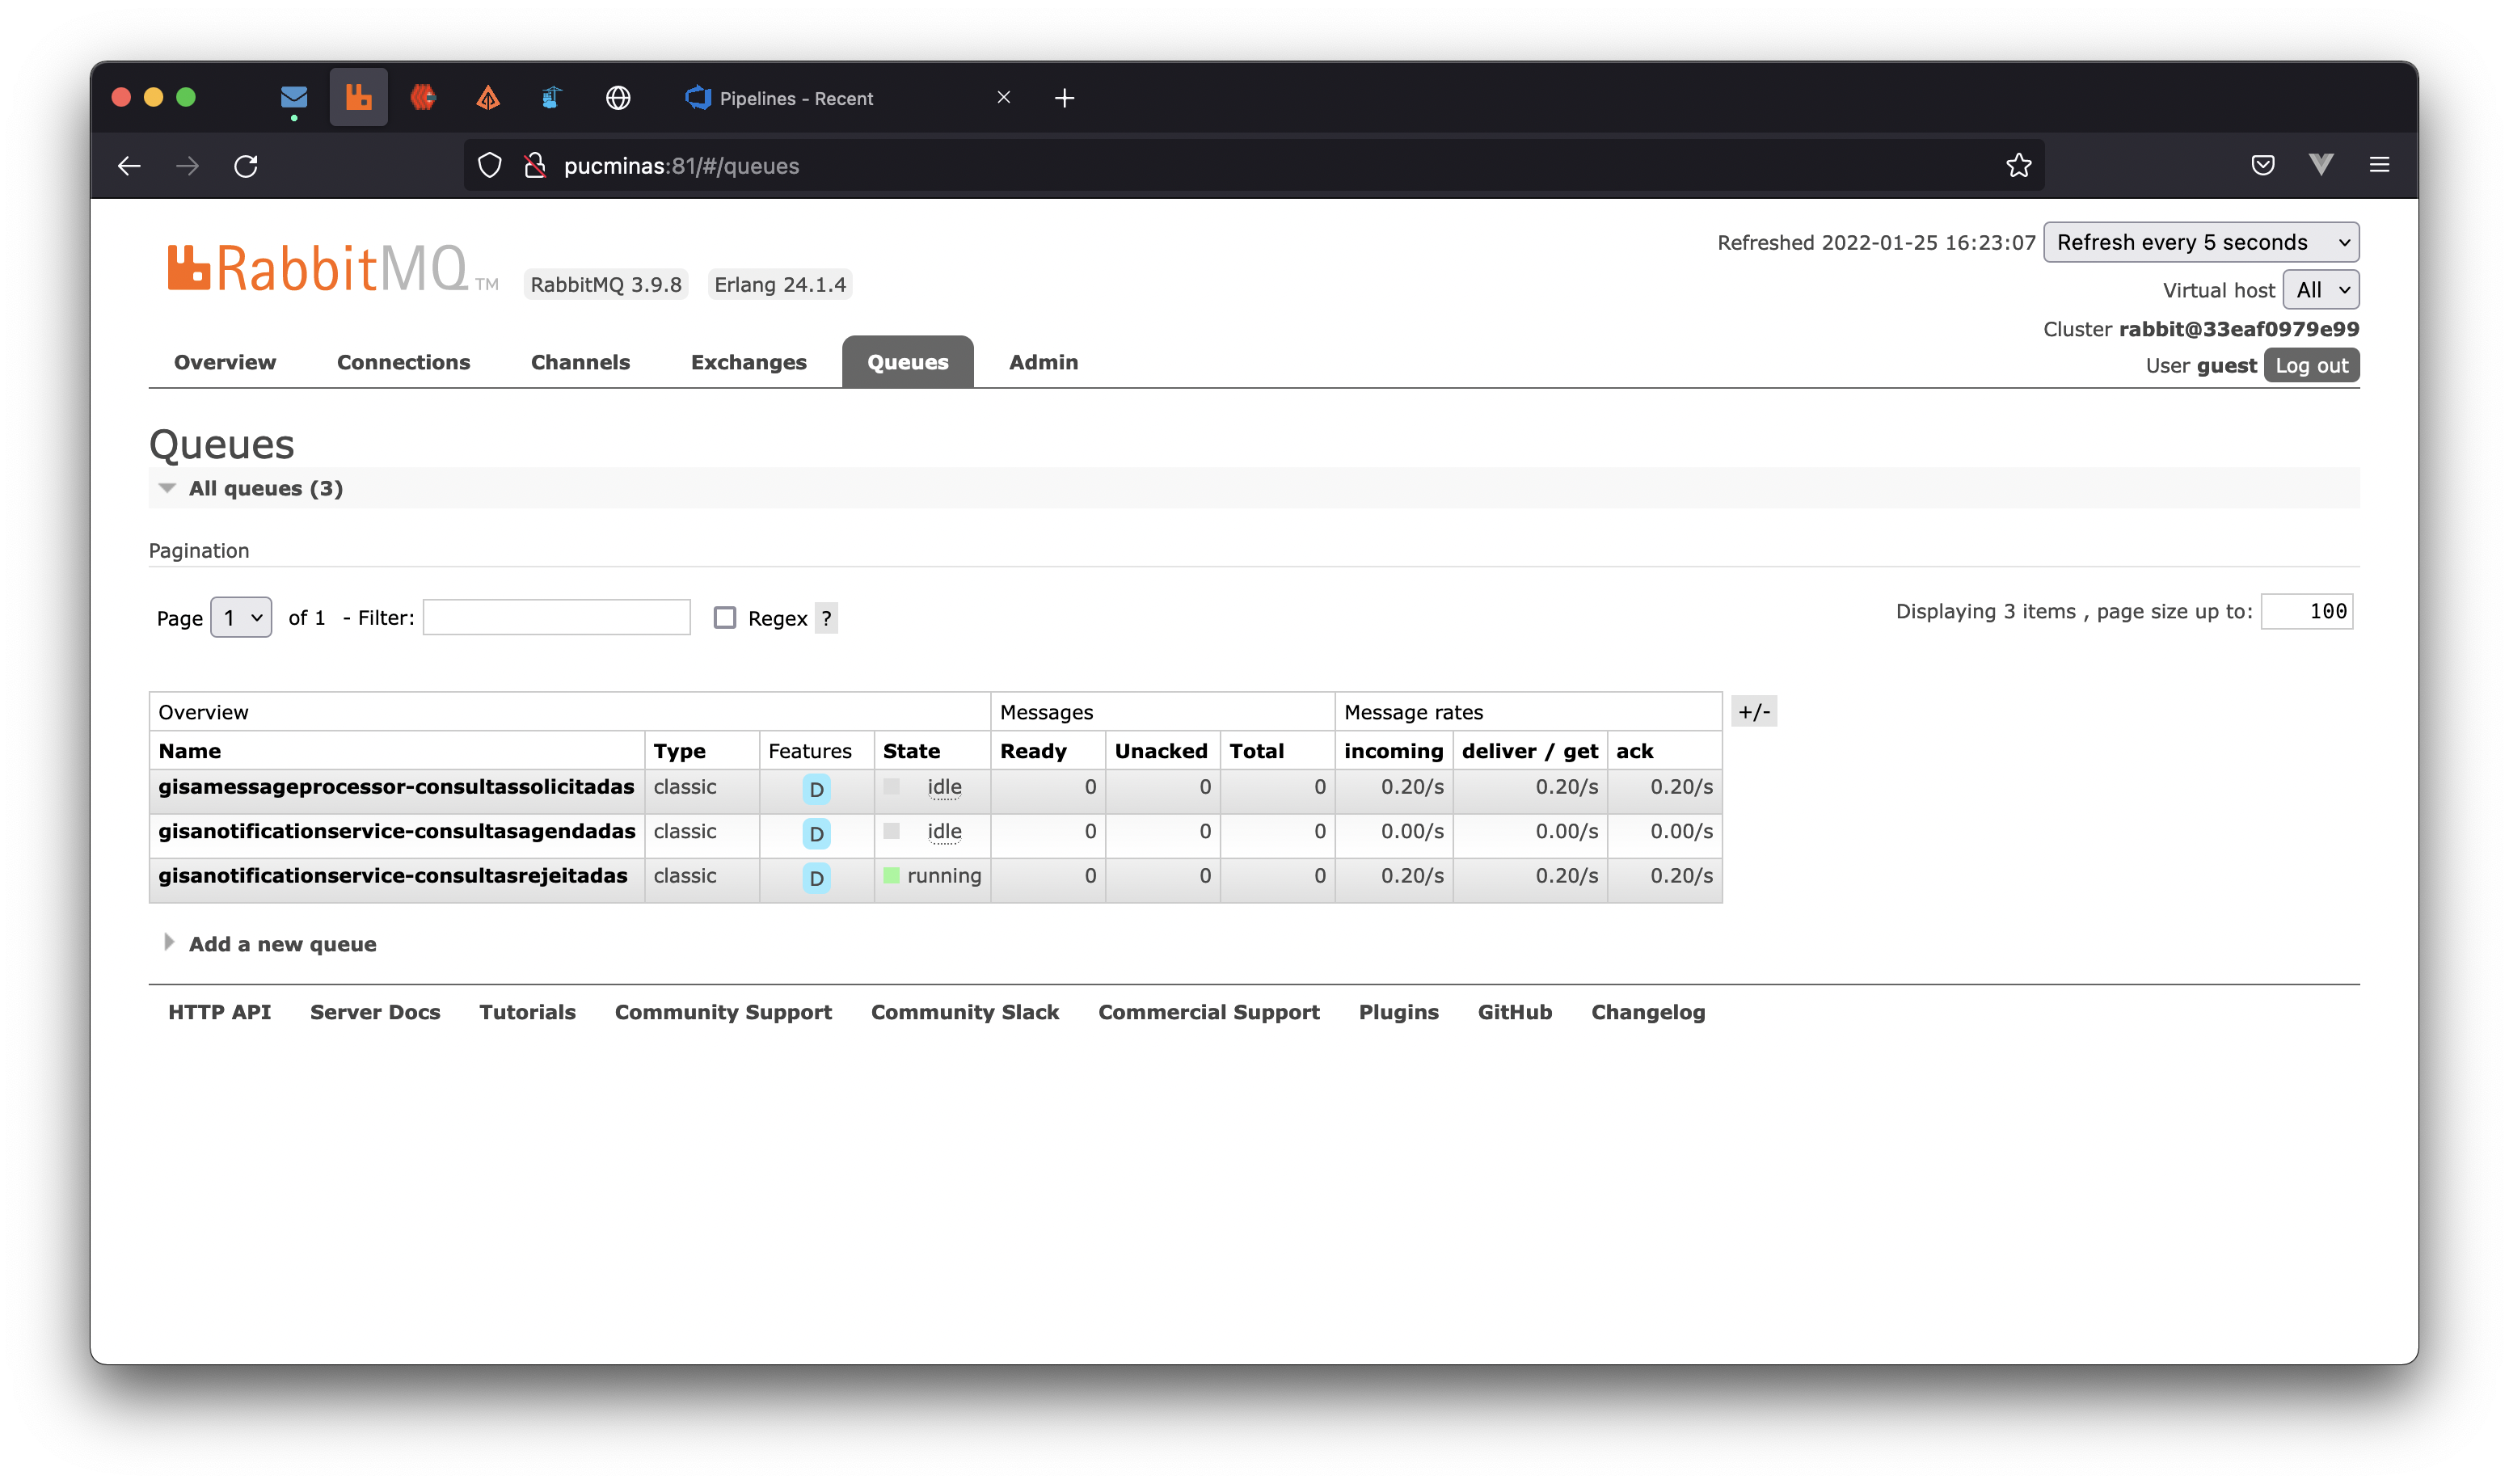 Pipelines - Recent
pucminas:81/#/queues
RabbitMQ TM RabbitMQ 3.9.8 Erlang 24.1.4
Refreshed 2022-01-25 16:23:07 Refresh every 5 seconds
Virtual host All
Cluster rabbit@33eaf0979e99
User guest Log out
Overview Connections Channels Exchanges Queues Admin
Queues
All queues (3)
Pagination
Page 1 of 1 - Filter: Regex ? Displaying 3 items , page size up to: 100
Overview Messages Message rates +/-
Name Type Features State Ready Unacked Total incoming deliver / get ack
gisamessageprocessor-consultassolicitadas classic D idle 0 0 0 0.20/s 0.20/s 0.20/s
gisanotificationservice-consultasagendadas classic D idle 0 0 0 0.00/s 0.00/s 0.00/s
gisanotificationservice-consultasrejeitadas classic D running 0 0 0 0.20/s 0.20/s 0.20/s
Add a new queue
HTTP API Server Docs Tutorials Community Support Community Slack Commercial Support Plugins GitHub Changelog